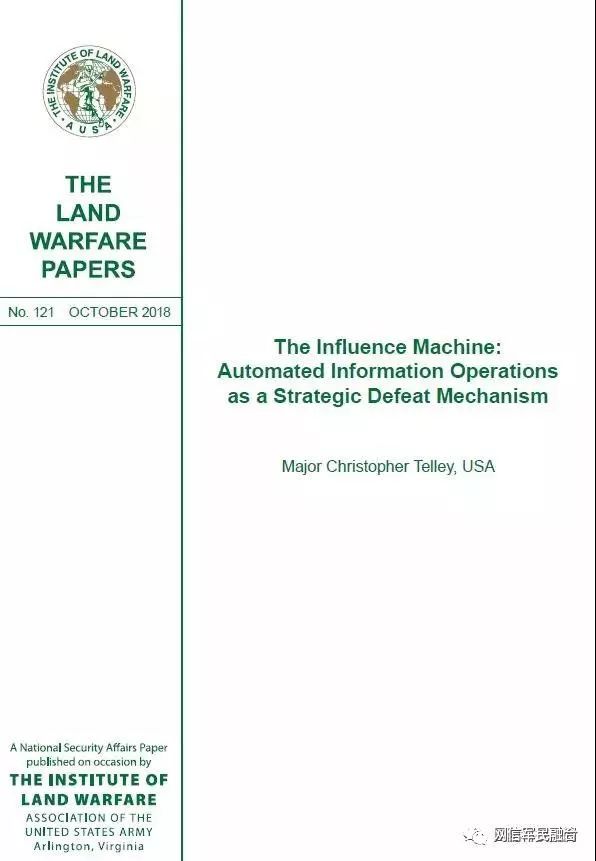 THE INSTITUTE OF LAND WARFARE
AUSA
THE
LAND
WARFARE
PAPERS
No. 121 OCTOBER 2018
The Influence Machine:
Automated Information Operations
as a Strategic Defeat Mechanism
Major Christopher Telley, USA
A National Security Affairs Paper
published on occasion by
THE INSTITUTE OF
LAND WARFARE
ASSOCIATION OF THE
UNITED STATES ARMY
Arlington, Virginia
网信军民融合